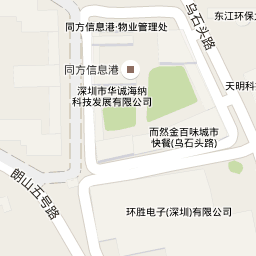 东江环保
同方信息港·物业管理处
乌石头路
同方信息港
天明科
深圳市华诚海纳
科技发展有限公司
而然金百味城市
快餐(乌石头路)
朗山五号路
环胜电子(深圳)有限公司